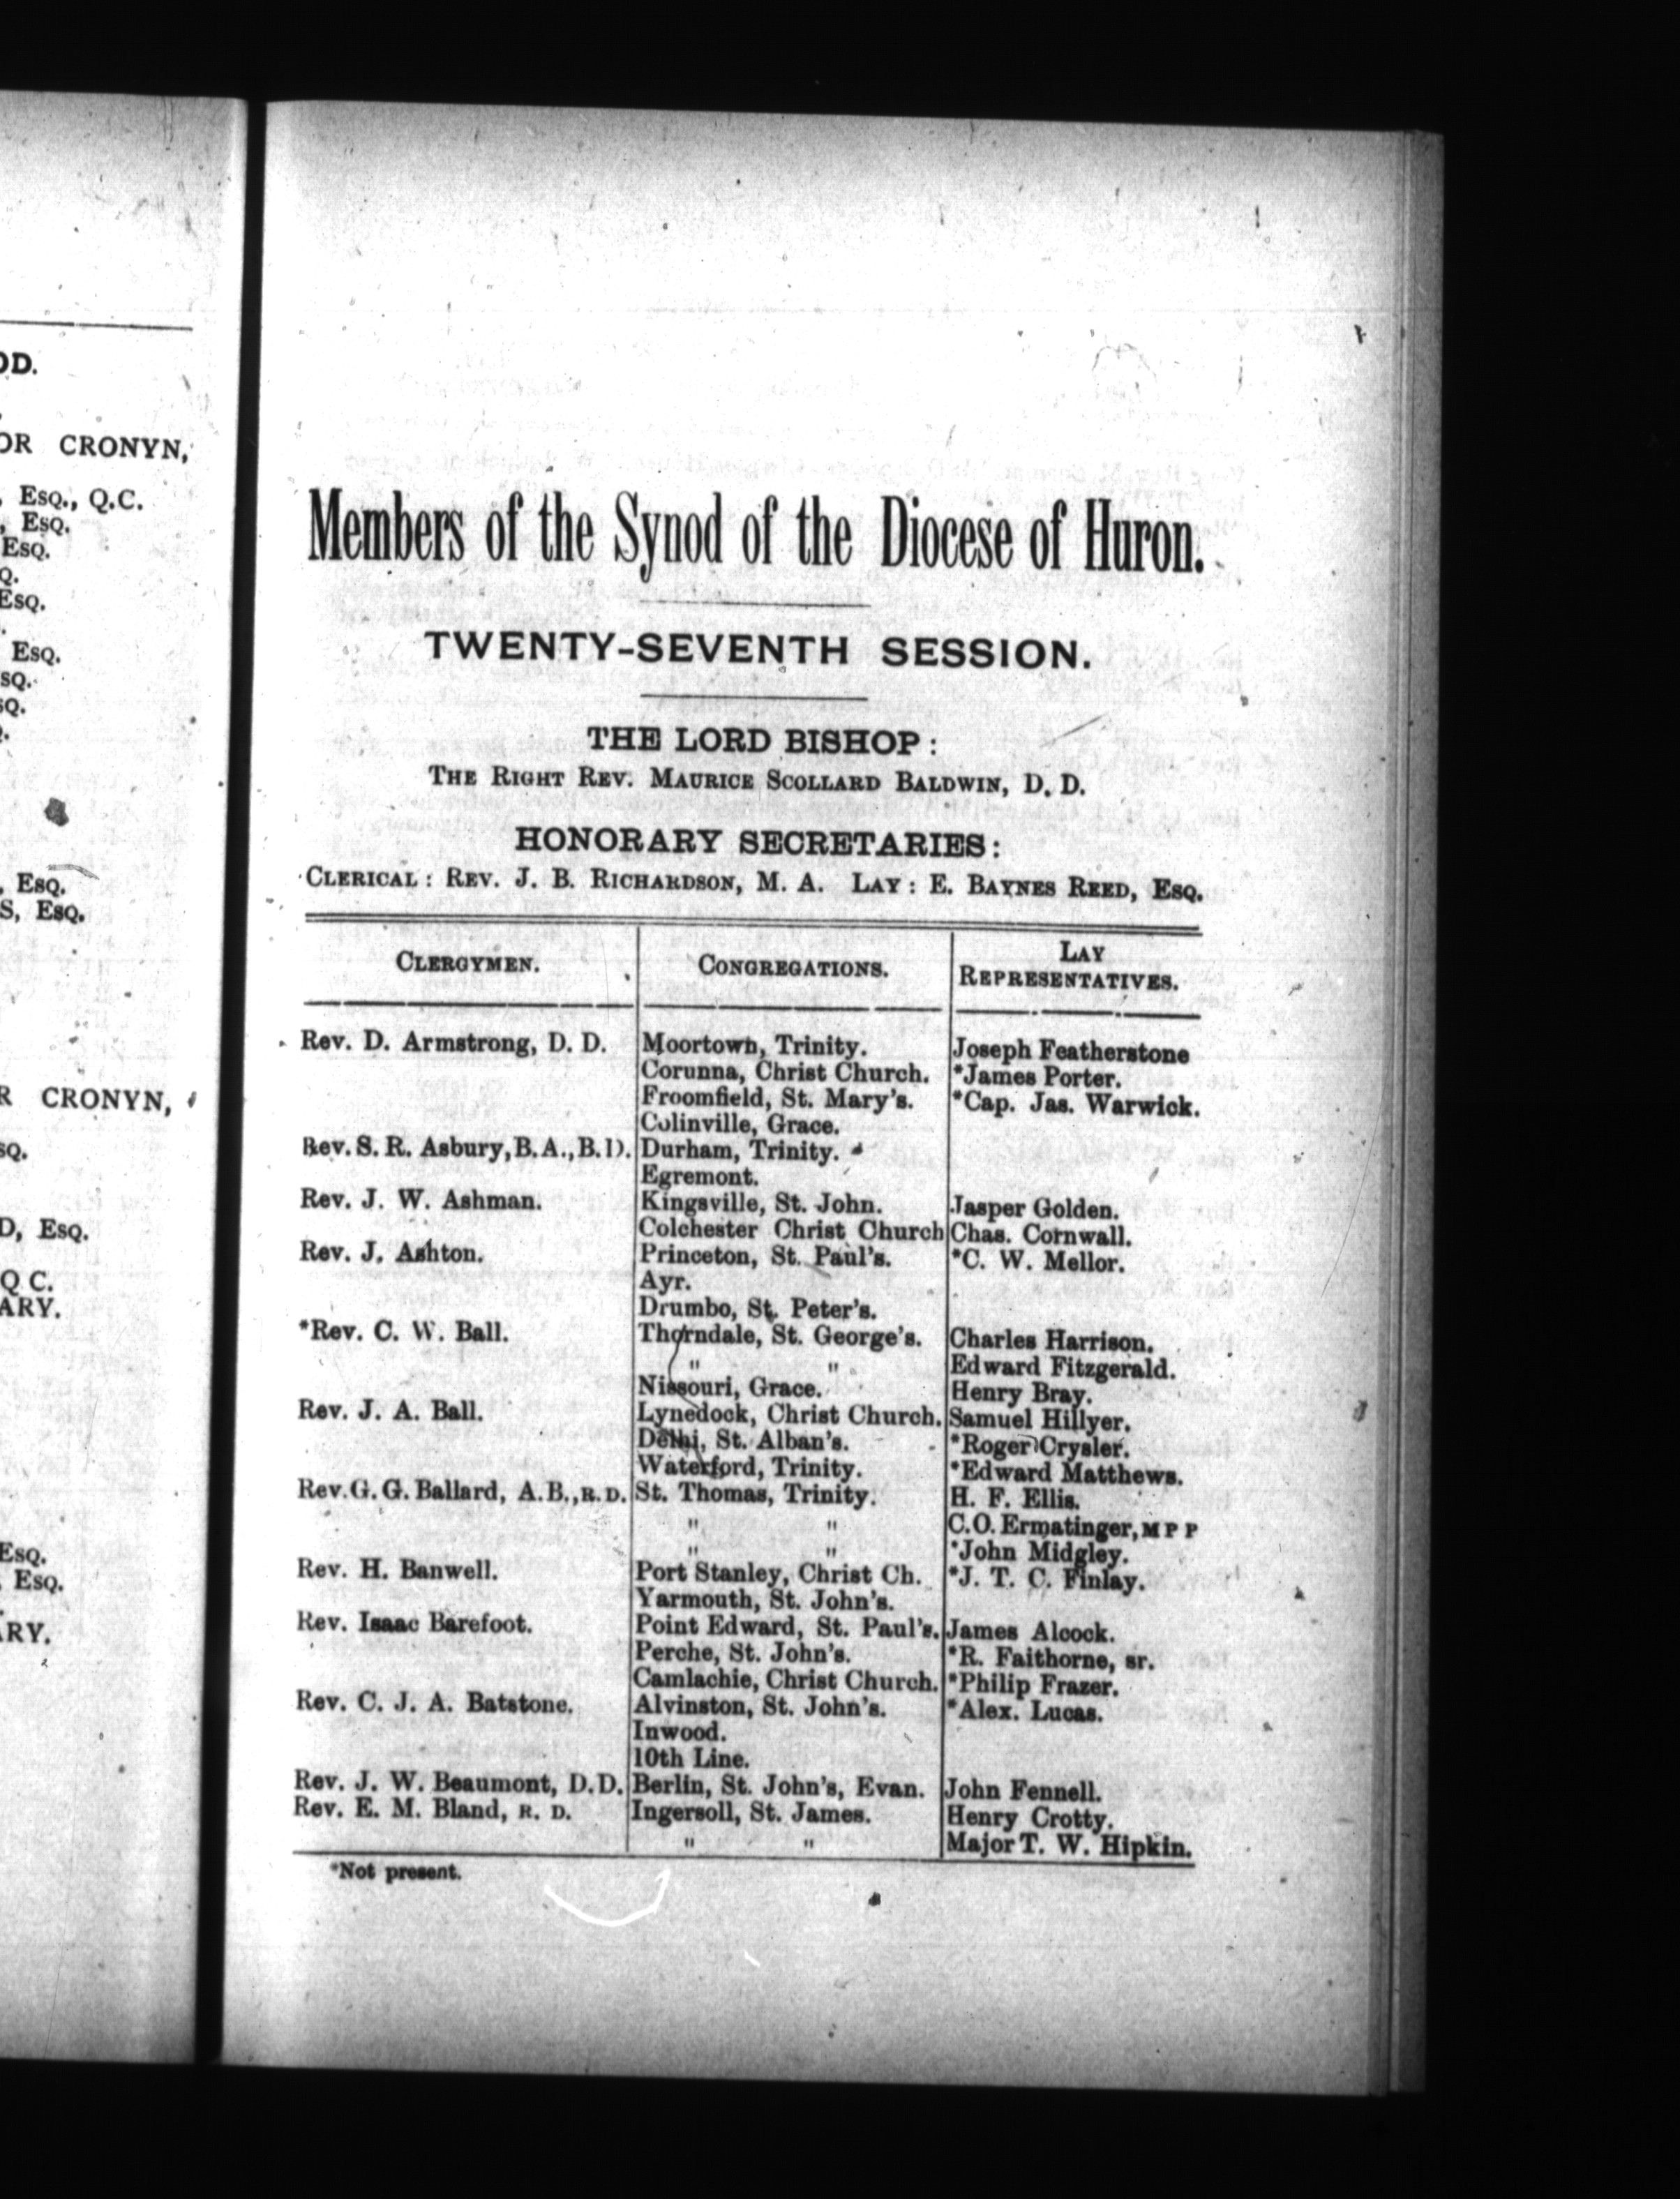 OD.
OR CRONYN,
, Esq., Q.C.
, Esq.
Esq.
Q.
Esq.
Esq.
sq.
sq.
, Esq.
S, Esq.
R CRONYN,
sq.
D, Esq.
Q C.
ARY.
Esq.
, Esq.
RY.
Members of the Synod of the Diocese of Huron.
TWENTY-SEVENTH SESSION.
THE LORD BISHOP:
The Right Rev. Maurice Scollard Baldwin, D. D.
HONORARY SECRETARIES:
Clerical: Rev. J. B. Richardson, M. A. Lay: E. Baynes Reed, Esq.
Clergymen. Congregations. Lay
Representatives.
Rev. D. Armstrong, D. D. Moortown, Trinity. Joseph Featherstone
Corunna, Christ Church. *James Porter.
Froomfield, St. Mary's. *Cap. Jas. Warwick.
Colinville, Grace.
Rev. S. R. Asbury, B. A., B. D. Durham, Trinity.
Egremont.
Rev. J. W. Ashman. Kingsville, St. John. Jasper Golden.
Colchester Christ Church Chas. Cornwall.
Rev. J. Ashton. Princeton, St. Paul's. *C. W. Mellor.
Ayr.
Drumbo, St. Peter's.
*Rev. C. W. Ball. Thorndale, St. George's. Charles Harrison.
" " Edward Fitzgerald.
Nissouri, Grace. Henry Bray.
Rev. J. A. Ball. Lynedock, Christ Church. Samuel Hillyer.
Delhi, St. Alban's. *Roger Crysler.
Waterford, Trinity. *Edward Matthews.
Rev. G. G. Ballard, A. B., R. D. St. Thomas, Trinity. H. F. Ellis.
" " C. O. Ermatinger, M P P
" " *John Midgley.
Rev. H. Banwell. Port Stanley, Christ Ch. *J. T. C. Finlay.
Yarmouth, St. John's.
Rev. Isaac Barefoot. Point Edward, St. Paul's. James Alcock.
Perche, St. John's. *R. Faithorne, sr.
Camlachie, Christ Church. *Philip Frazer.
Rev. C. J. A. Batstone. Alvinston, St. John's. *Alex. Lucas.
Inwood.
10th Line.
Rev. J. W. Beaumont, D. D. Berlin, St. John's, Evan. John Fennell.
Rev. E. M. Bland, R. D. Ingersoll, St. James. Henry Crotty.
" " Major T. W. Hipkin.
*Not present.